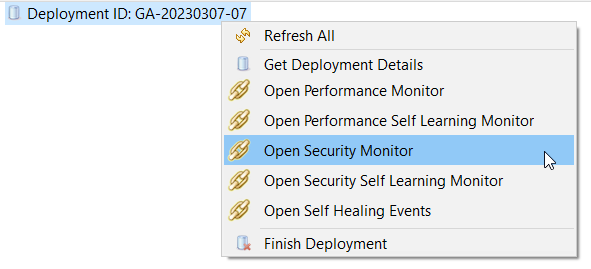 Deployment ID: GA-20230307-07
Refresh All
Get Deployment Details
Open Performance Monitor
Open Performance Self Learning Monitor
Open Security Monitor
Open Security Self Learning Monitor
Open Self Healing Events
Finish Deployment